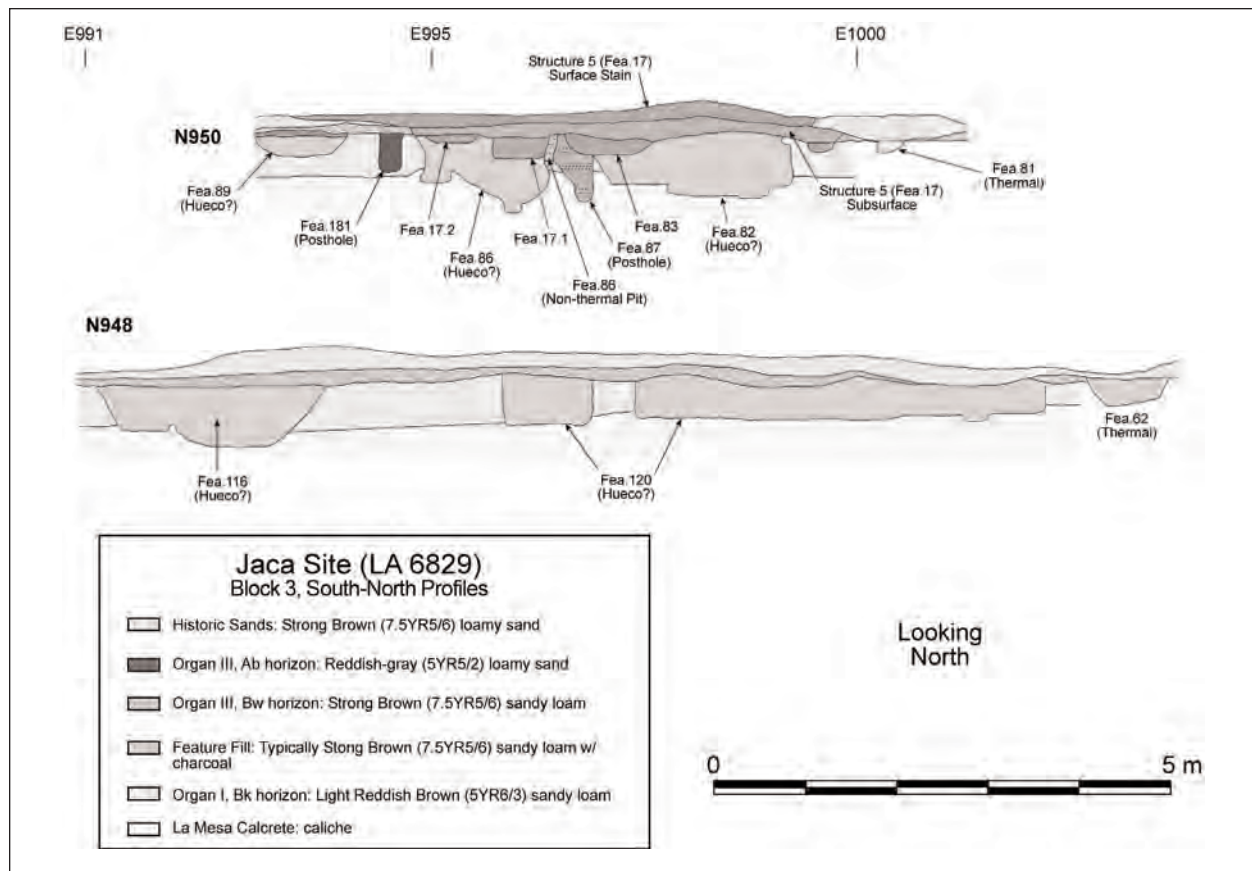 E991
E995
E1000
Structure 5 (Fea.17)
Surface Stain
N950
Fea.89
(Hueco?)
Fea.181
(Posthole)
Fea.17.2
Fea.86
(Hueco?)
Fea.17.1
Fea.86
(Non-thermal Pit)
Fea.87
(Posthole)
Fea.83
Fea.82
(Hueco?)
Structure 5 (Fea.17)
Subsurface
Fea.81
(Thermal)
N948
Fea.116
(Hueco?)
Fea.120
(Hueco?)
Fea.62
(Thermal)
Jaca Site (LA 6829)
Block 3, South-North Profiles
Historic Sands: Strong Brown (7.5YR5/6) loamy sand
Organ III, Ab horizon: Reddish-gray (5YR5/2) loamy sand
Organ III, Bw horizon: Strong Brown (7.5YR5/6) sandy loam
Feature Fill: Typically Stong Brown (7.5YR5/6) sandy loam w/
charcoal
Organ I, Bk horizon: Light Reddish Brown (5YR6/3) sandy loam
La Mesa Calcrete: caliche
Looking
North
0 5 m